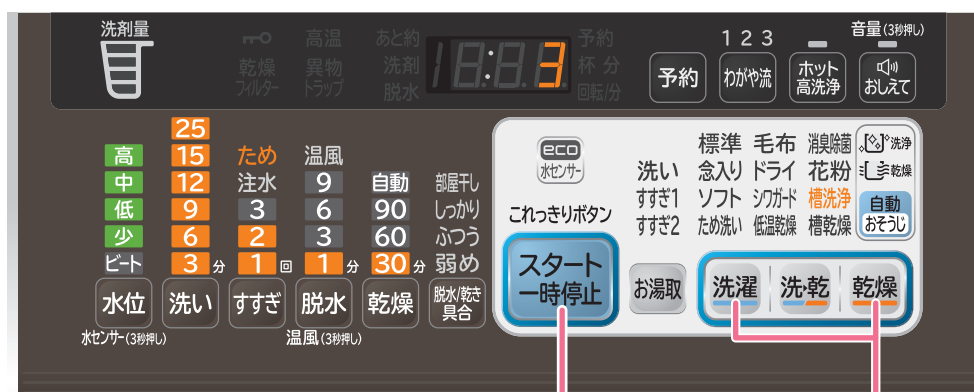 洗剤量
高温
あと約
予約
乾燥
フィルター
異物
トラップ
洗剤
脱水
18:8.3
杯 分
回転/分
1 2 3
音量(3秒押し)
予約
わがや流
ホット
高洗浄
おしえて
25
高 15 ため 温風
中 12 注水 9 自動 部屋干し
低 9 3 6 90 しっかり
少 6 2 3 60 ふつう
ビート 3 分 1 回 1 分 30 分 弱め
水位
洗い
すすぎ
脱水
乾燥
脱水/乾き
具合
水センサー(3秒押し)
温風(3秒押し)
eco
水センサー
これっきりボタン
スタート
一時停止
標準 毛布 消臭除菌 洗浄
洗い 念入り ドライ 花粉 乾燥
すすぎ1 ソフト シワガード 槽洗浄 自動
すすぎ2 ため洗い 低温乾燥 槽乾燥 おそうじ
お湯取
洗濯
洗・乾
乾燥